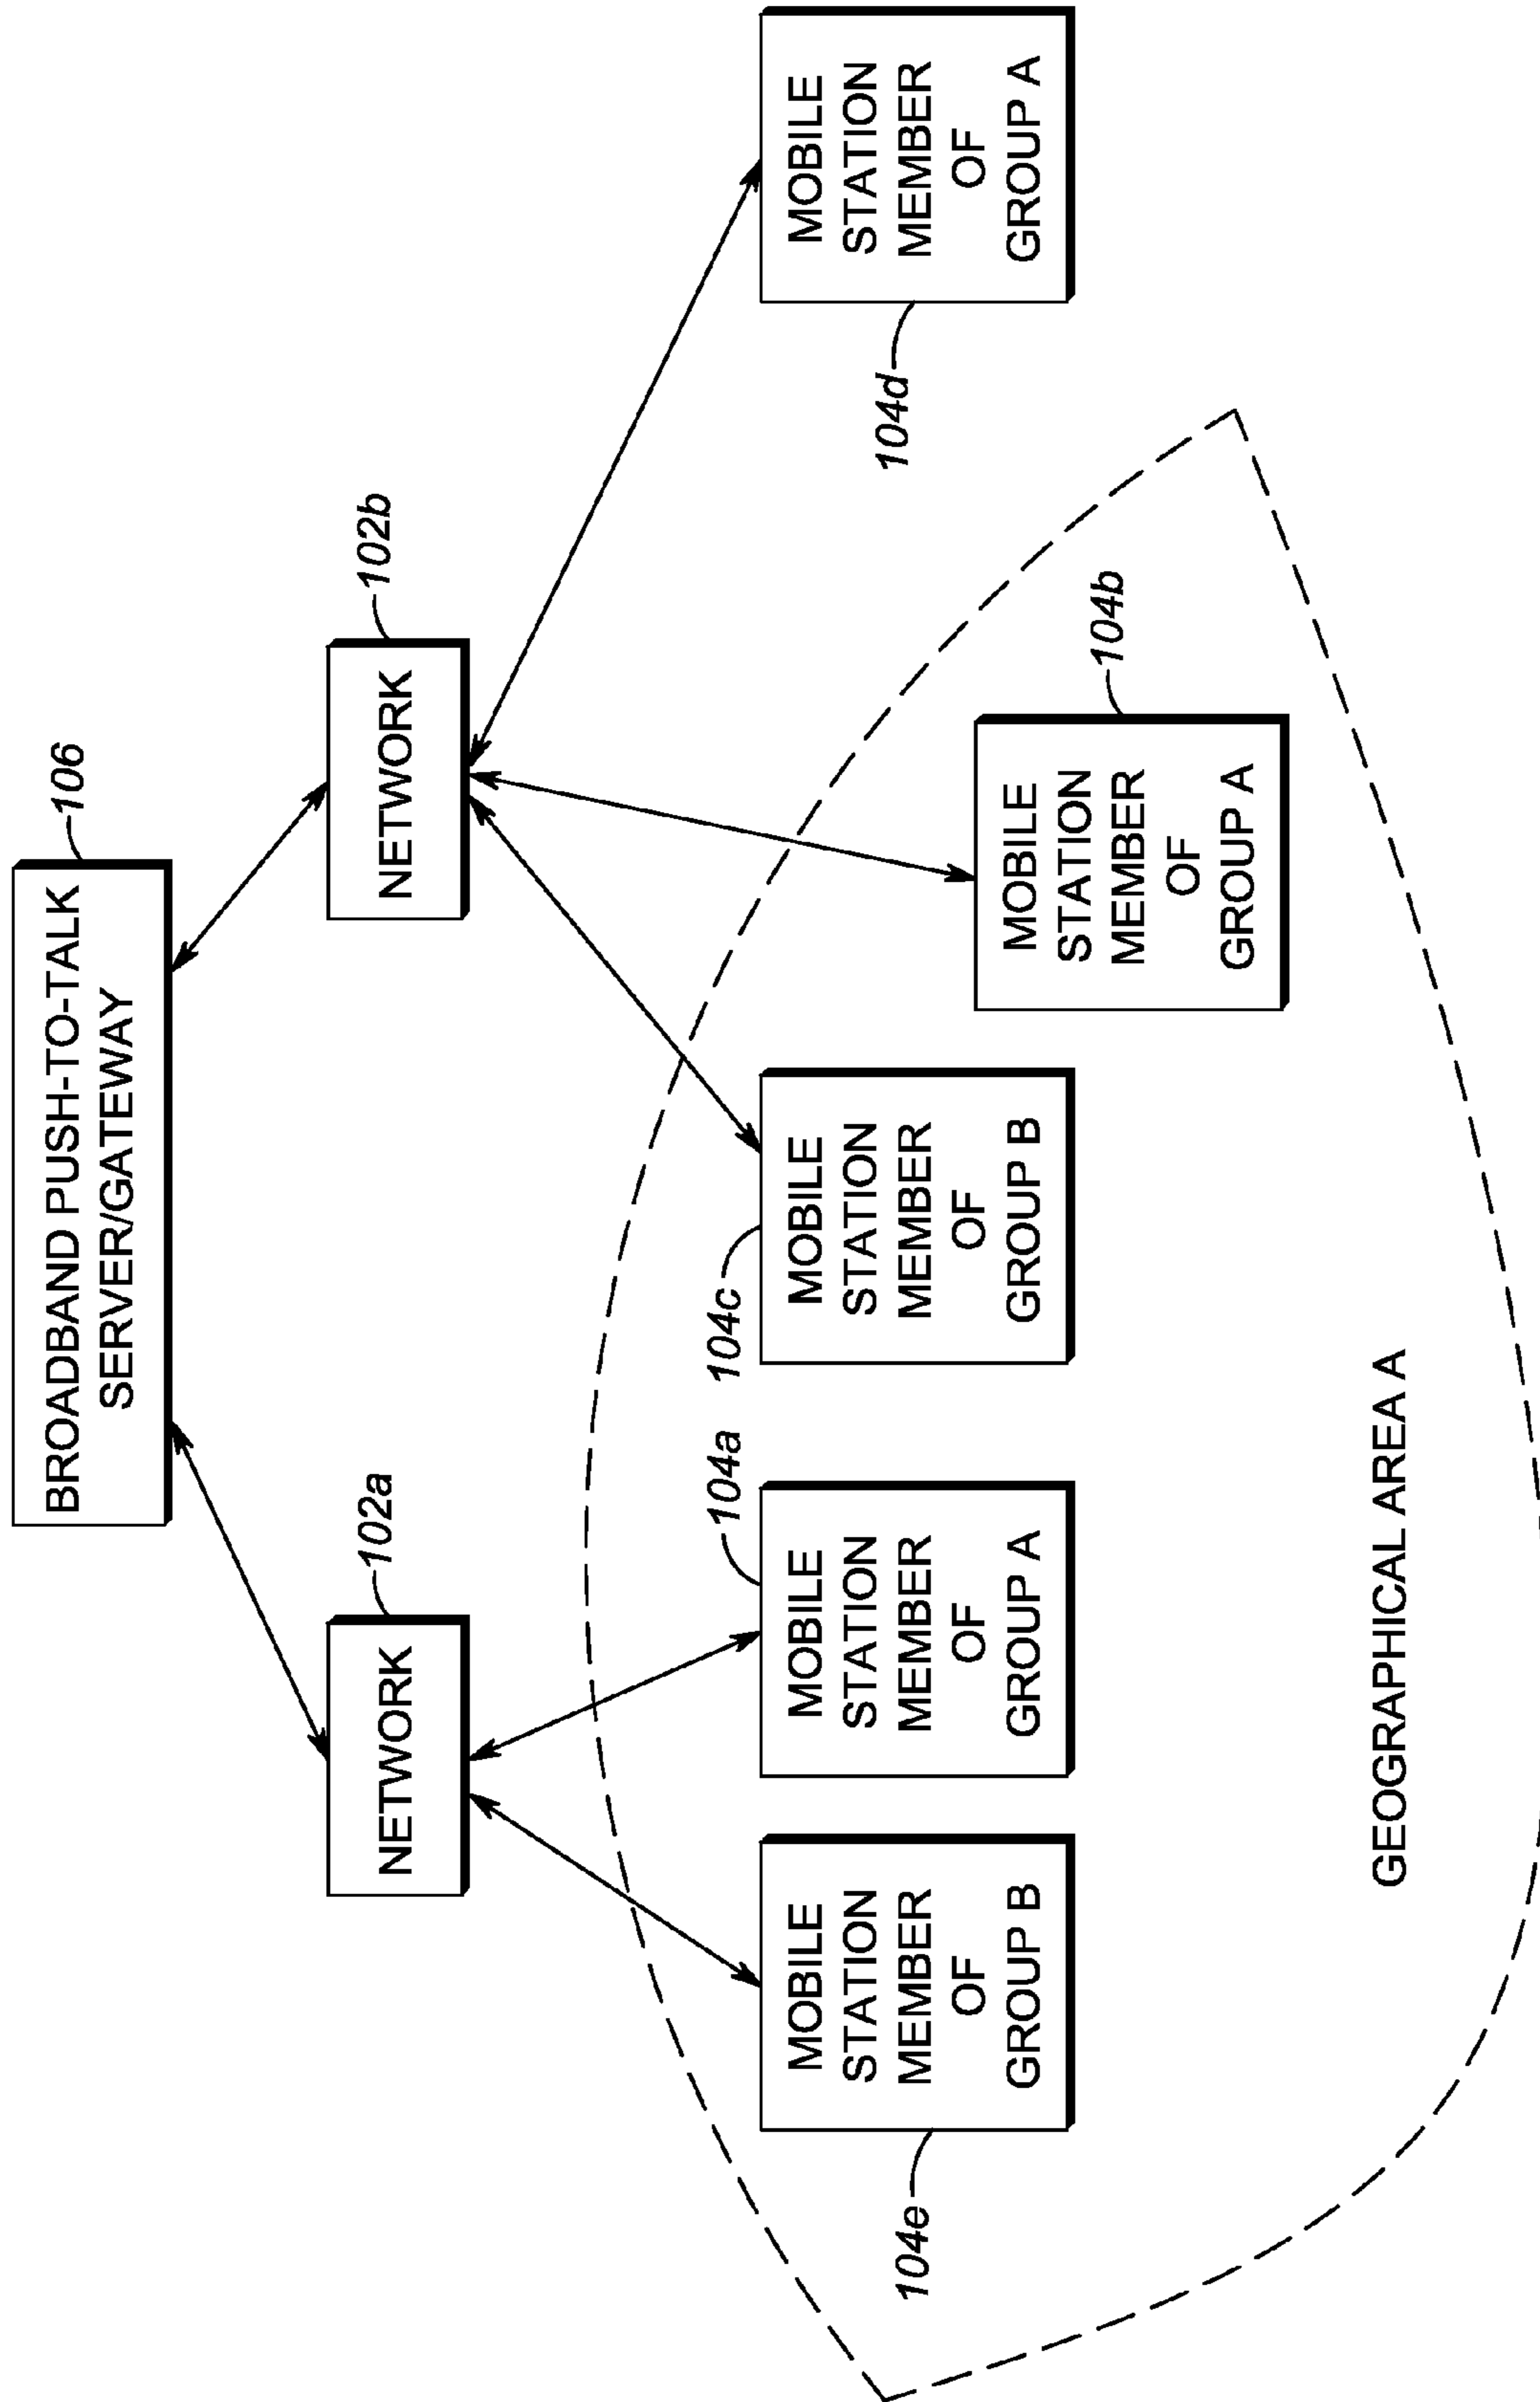 BROADBAND PUSH-TO-TALK
SERVER/GATEWAY
106
NETWORK
102a
NETWORK
102b
104e
MOBILE
STATION
MEMBER
OF
GROUP B
104a
MOBILE
STATION
MEMBER
OF
GROUP A
104c
MOBILE
STATION
MEMBER
OF
GROUP B
104b
MOBILE
STATION
MEMBER
OF
GROUP A
104d
MOBILE
STATION
MEMBER
OF
GROUP A
GEOGRAPHICAL AREA A